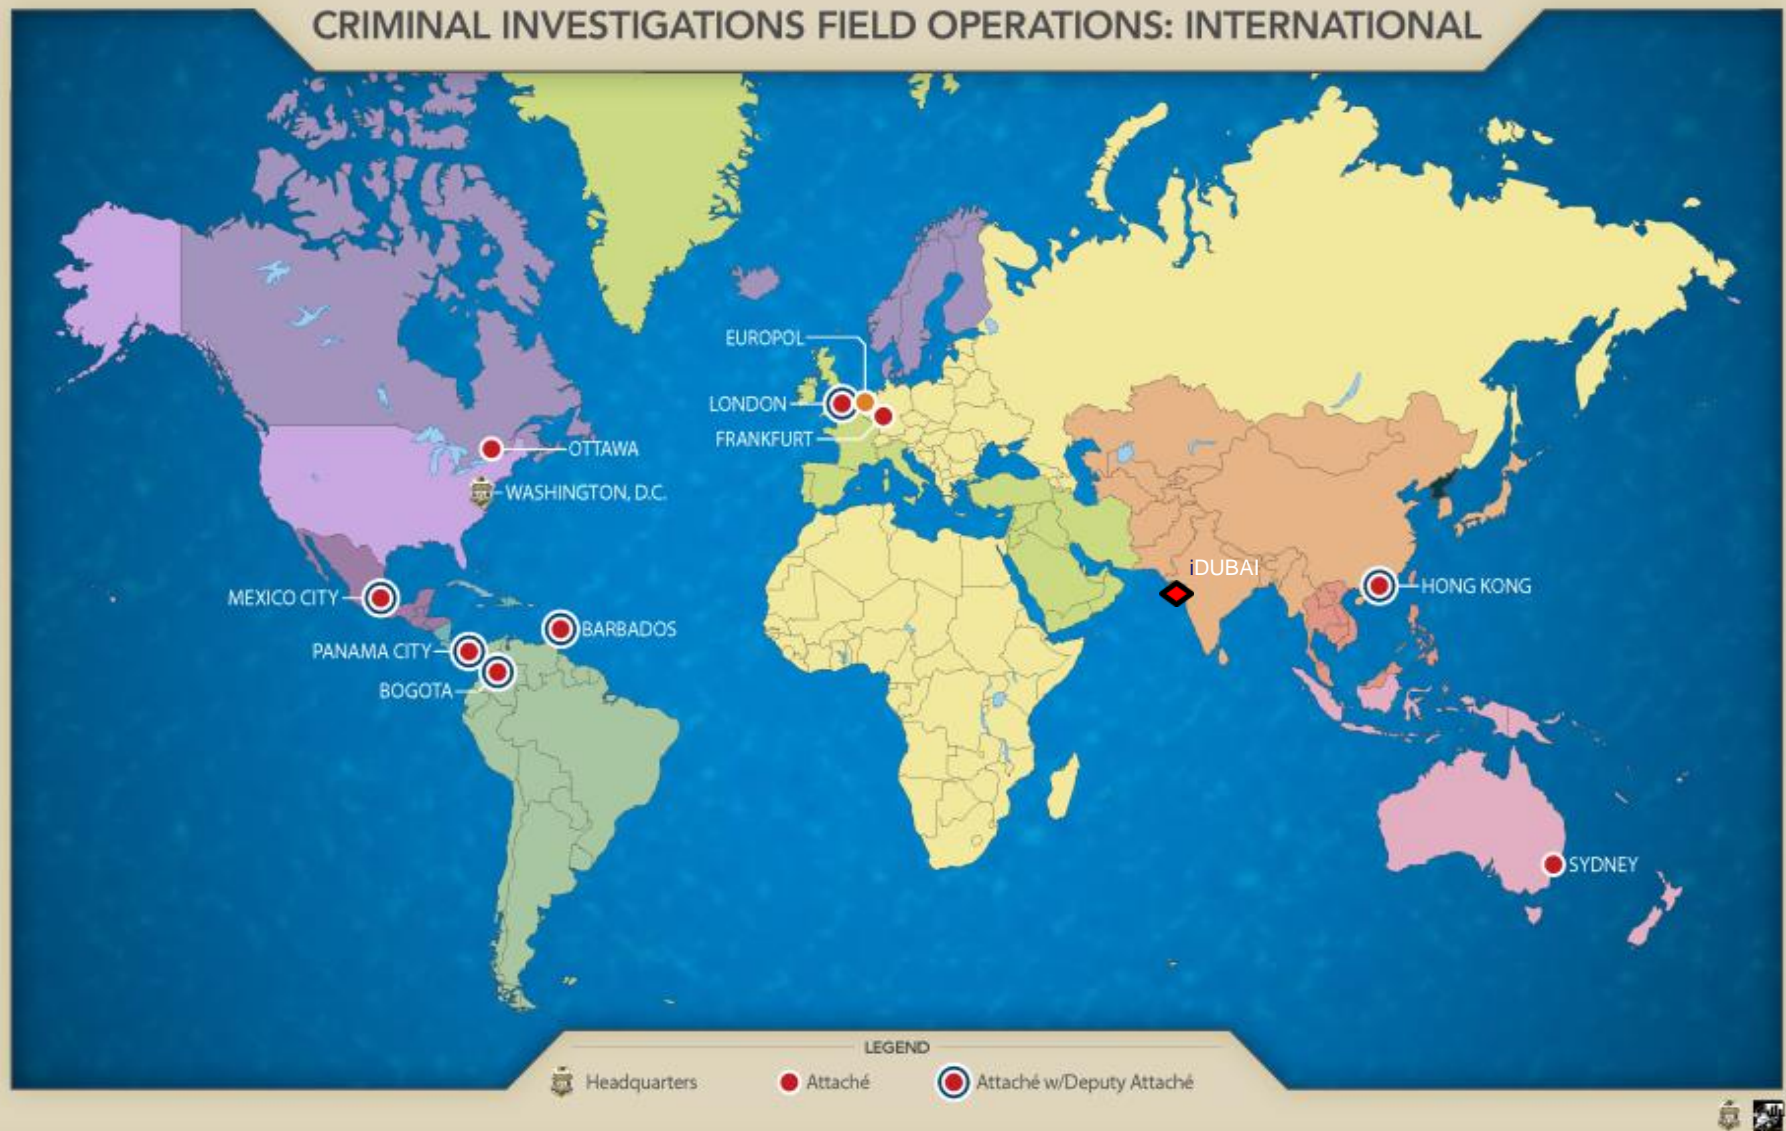 CRIMINAL INVESTIGATIONS FIELD OPERATIONS: INTERNATIONAL
EUROPOL
LONDON
FRANKFURT
OTTAWA
WASHINGTON, D.C.
iDUBAI
MEXICO CITY
HONG KONG
BARBADOS
PANAMA CITY
BOGOTA
SYDNEY
LEGEND
Headquarters
Attaché
Attaché w/Deputy Attaché